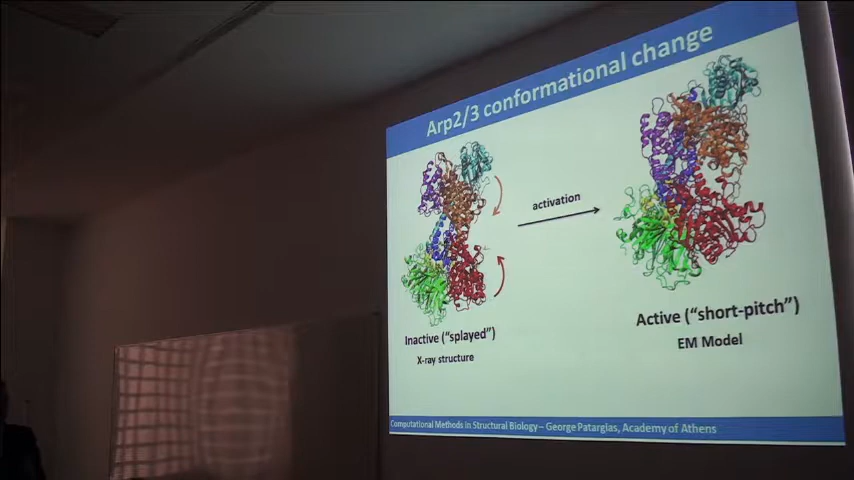 Arp2/3 conformational change
activation
Inactive (“splayed”)
X-ray structure
Active (“short-pitch”)
EM Model
Computational Methods in Structural Biology– George Patargias, Academy of Athens